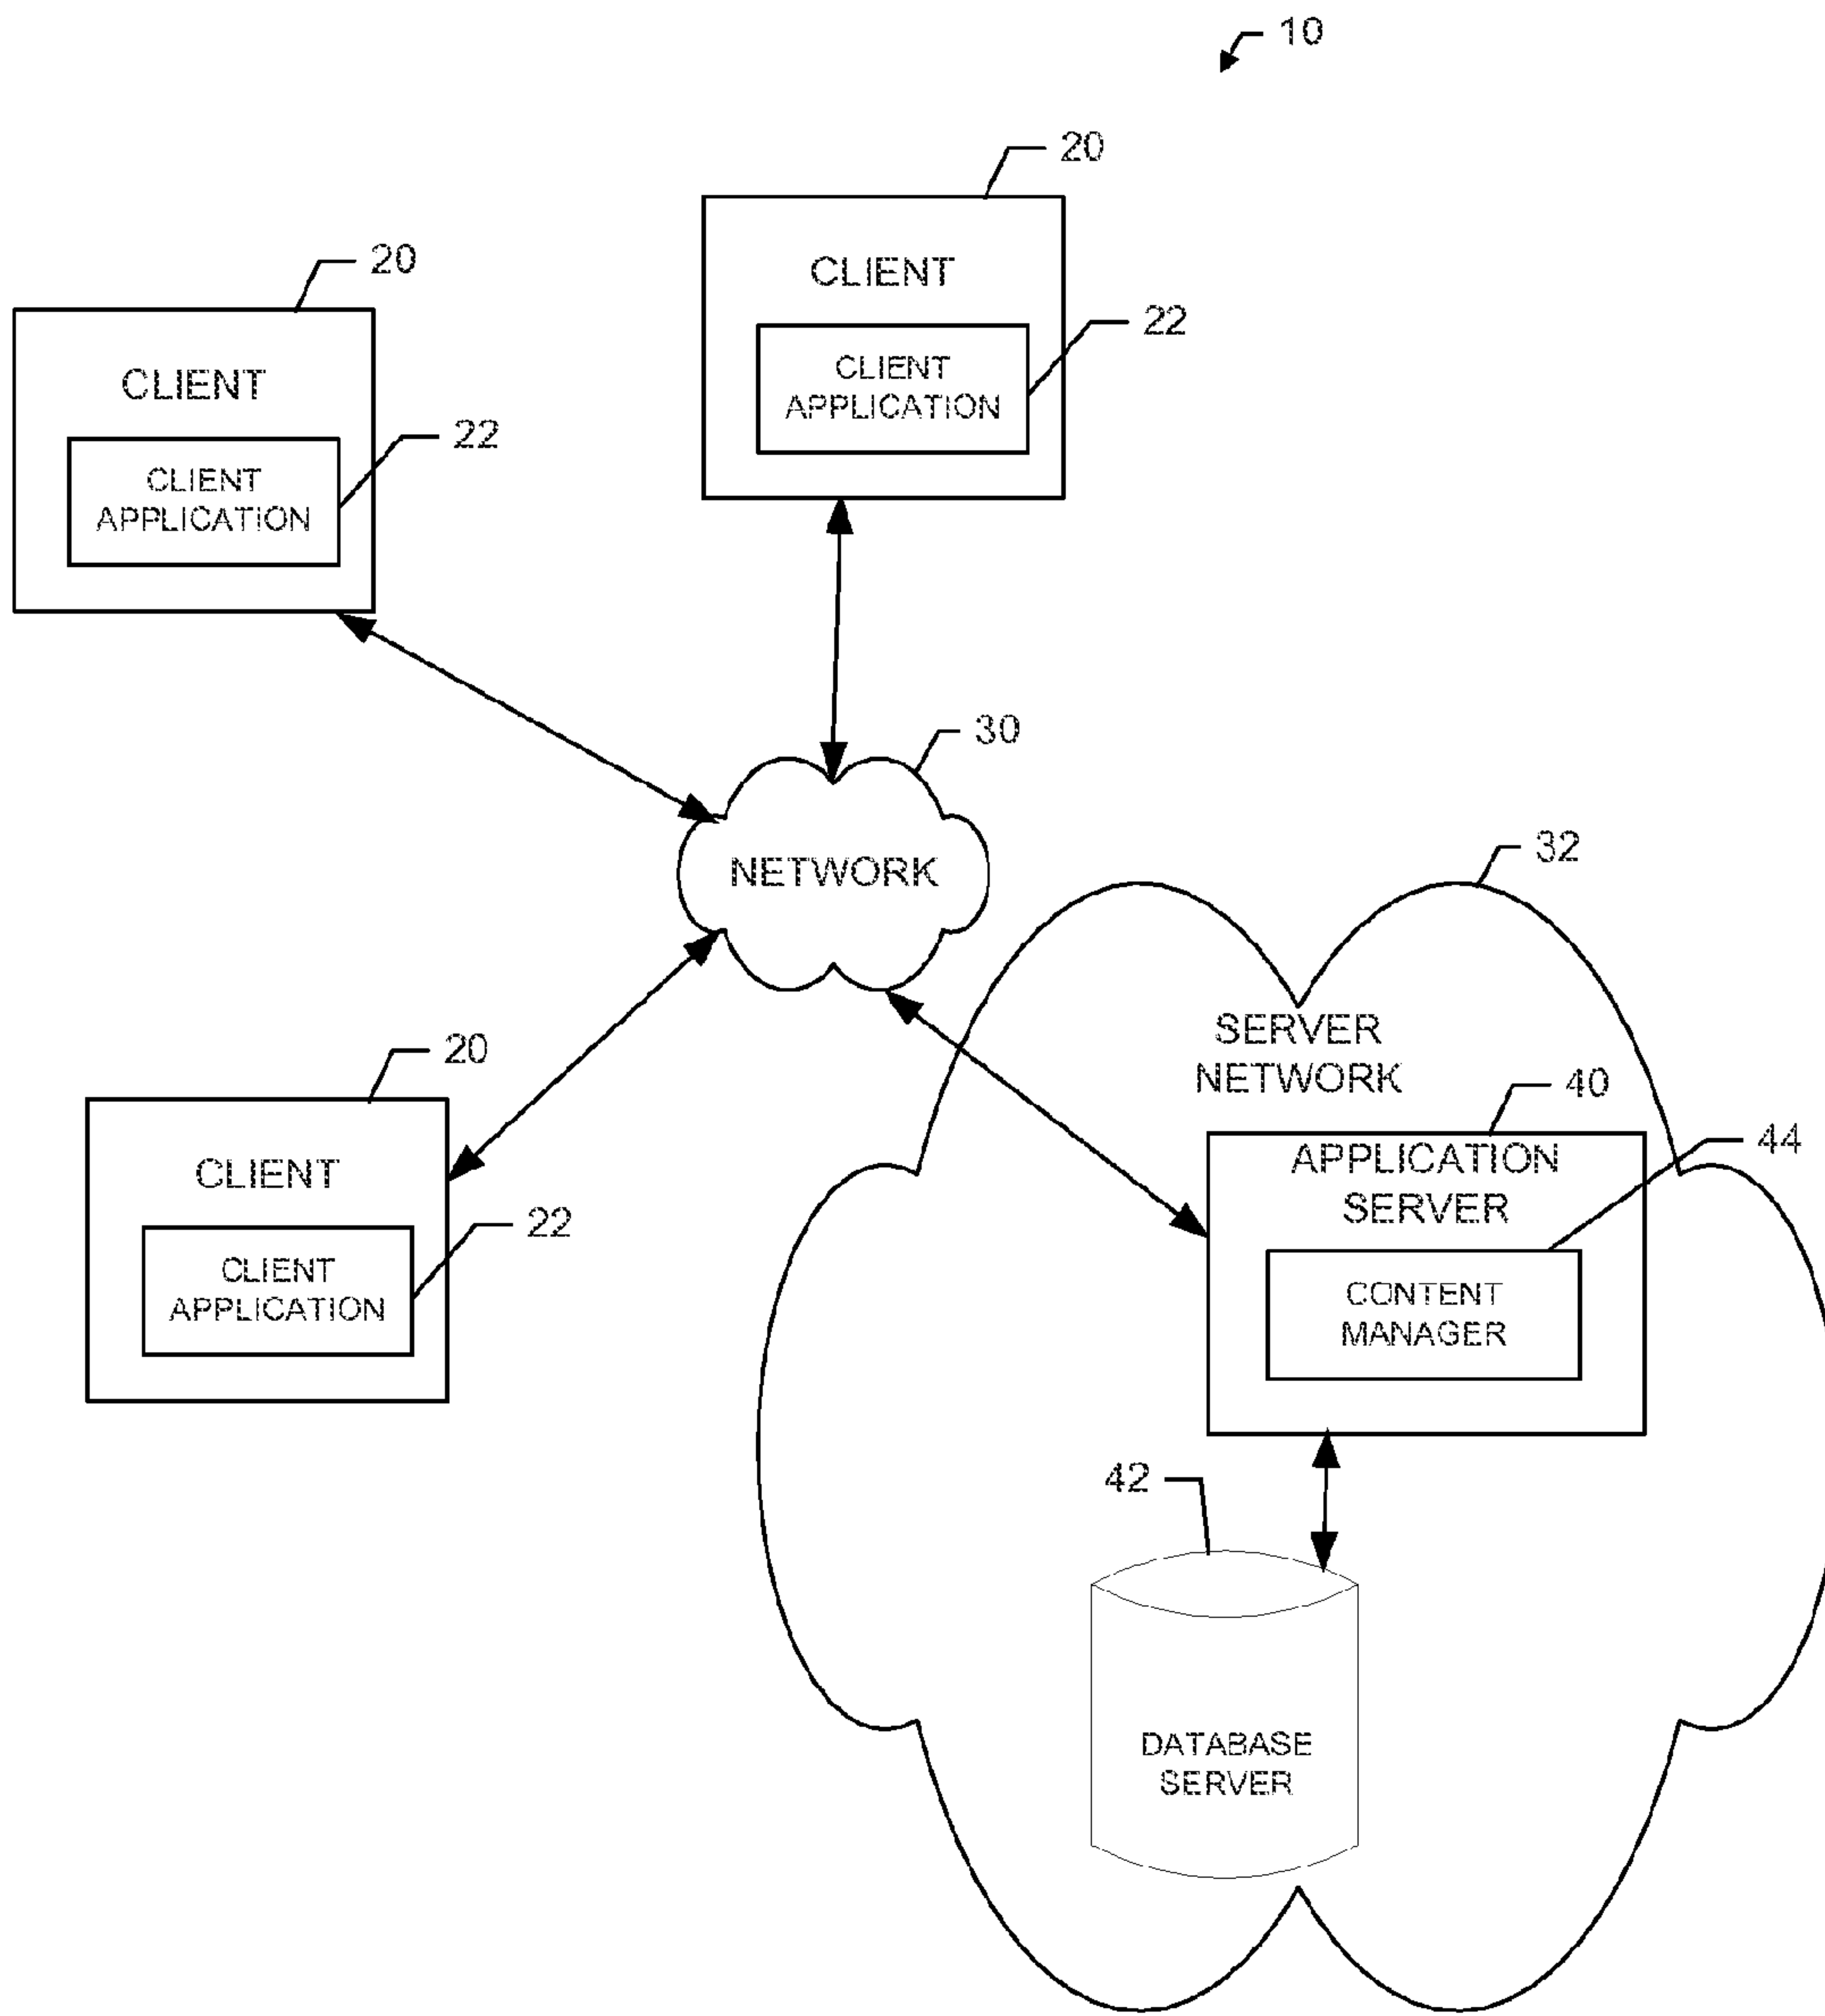 10
20
CLIENT
22
CLIENT
APPLICATION
20
CLIENT
22
CLIENT
APPLICATION
30
NETWORK
32
SERVER
NETWORK
20
CLIENT
22
CLIENT
APPLICATION
40
APPLICATION
SERVER
44
CONTENT
MANAGER
42
DATABASE
SERVER